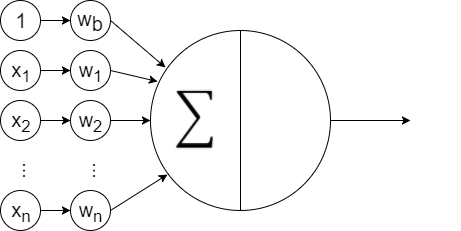 1 w_b
x_1 w_1
x_2 w_2 ∑
⋮ ⋮
x_n w_n